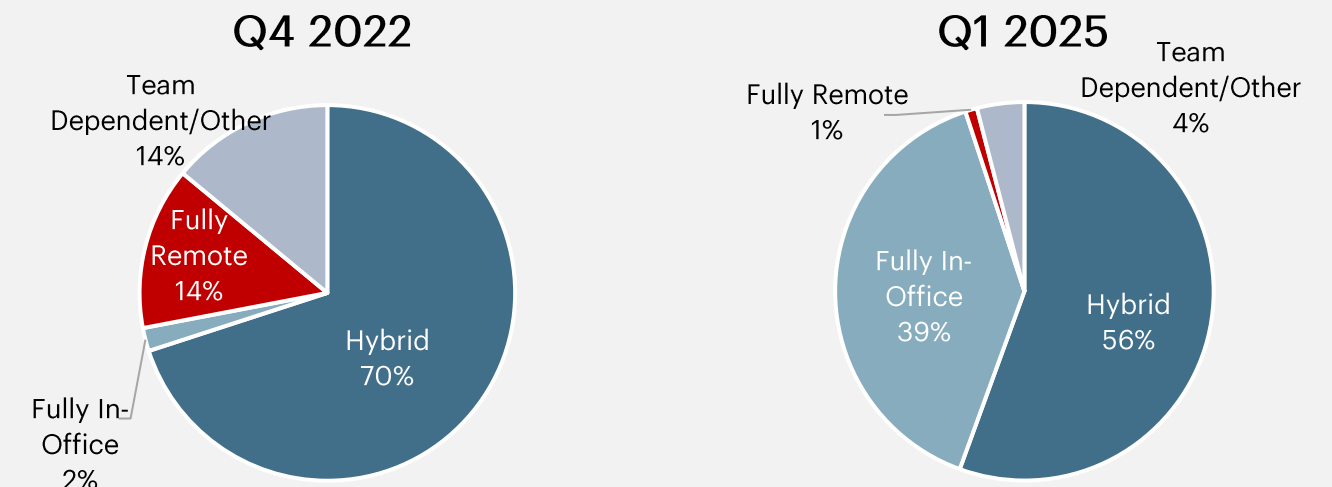 Q4 2022
Team
Dependent/Other
14%
Fully
Remote
14%
Hybrid
70%
Fully In-
Office
2%
Q1 2025
Team
Dependent/Other
4%
Fully Remote
1%
Fully In-
Office
39%
Hybrid
56%